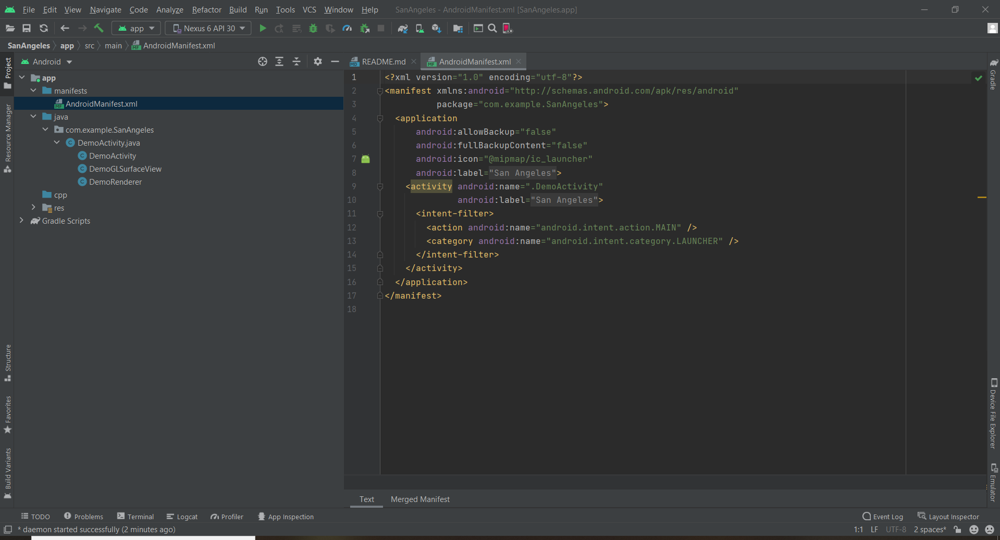 File Edit View Navigate Code Analyze Refactor Build Run Tools VCS Window Help SanAngeles - AndroidManifest.xml [SanAngeles.app]
app Nexus 6 API 30
SanAngeles app src main AndroidManifest.xml
Project
Resource Manager
Structure
Favorites
Build Variants
Android
app
manifests
AndroidManifest.xml
java
com.example.SanAngeles
DemoActivity.java
DemoActivity
DemoGLSurfaceView
DemoRenderer
cpp
res
Gradle Scripts
README.md AndroidManifest.xml
1 <?xml version="1.0" encoding="utf-8"?>
2 <manifest xmlns:android="http://schemas.android.com/apk/res/android"
3 package="com.example.SanAngeles">
4 <application
5 android:allowBackup="false"
6 android:fullBackupContent="false"
7 android:icon="@mipmap/ic_launcher"
8 android:label="San Angeles">
9 <activity android:name=".DemoActivity"
10 android:label="San Angeles">
11 <intent-filter>
12 <action android:name="android.intent.action.MAIN" />
13 <category android:name="android.intent.category.LAUNCHER" />
14 </intent-filter>
15 </activity>
16 </application>
17 </manifest>
18
Text Merged Manifest
Gradle
Device File Explorer
Emulator
TODO Problems Terminal Logcat Profiler App Inspection Event Log Layout Inspector
* daemon started successfully (2 minutes ago) 1:1 LF UTF-8 2 spaces*